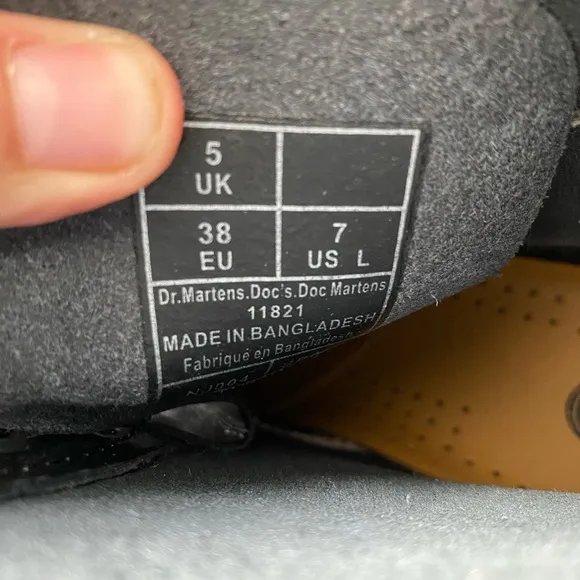 5
UK
38
EU
7
US L
Dr.Martens.Doc's.Doc Martens
11821
MADE IN BANGLADESH
Fabriqué en Bangladesh